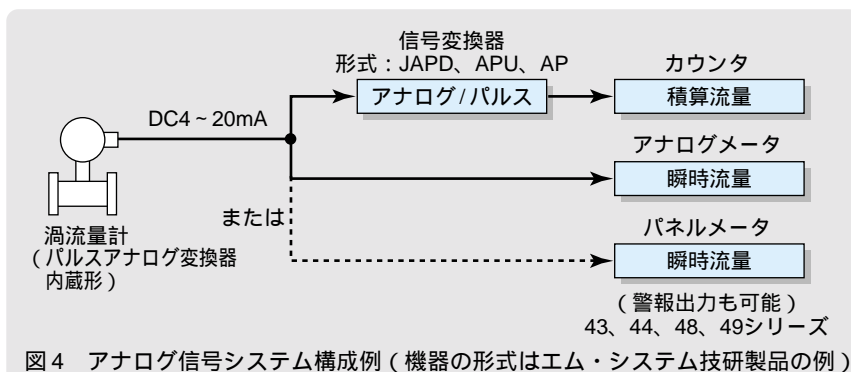 信号変換器
形式：JAPD、APU、AP
アナログ/パルス
カウンタ
積算流量
DC4～20mA
アナログメータ
瞬時流量
または
パネルメータ
瞬時流量
渦流量計
（パルスアナログ変換器
内蔵形）
（警報出力も可能）
43、44、48、49シリーズ
図4　アナログ信号システム構成例（機器の形式はエム・システム技研製品の例）